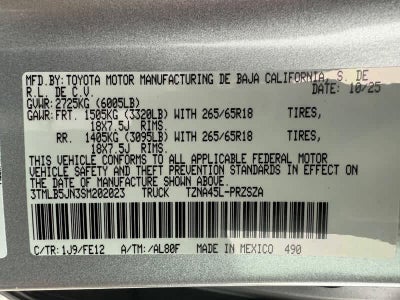 MFD.BY: TOYOTA MOTOR MANUFACTURING DE BAJA CALIFORNIA, S. DE
R.L. DE C.V. DATE: 10/25
GVWR: 2725KG (6005LB)
GAWR: FRT. 1505KG (3320LB) WITH 265/65R18 TIRES,
18X7.5J RIMS.
RR. 1405KG (3095LB) WITH 265/65R18 TIRES,
18X7.5J RIMS.
THIS VEHICLE CONFORMS TO ALL APPLICABLE FEDERAL MOTOR
VEHICLE SAFETY AND THEFT PREVENTION STANDARDS IN EFFECT ON
THE DATE OF MANUFACTURE SHOWN ABOVE.
3TMLB5JN3SM202023 TRUCK TZNA45L-PRZSZA
C/TR: 1J9/FE12 A/TM: /AL80F MADE IN MEXICO 490